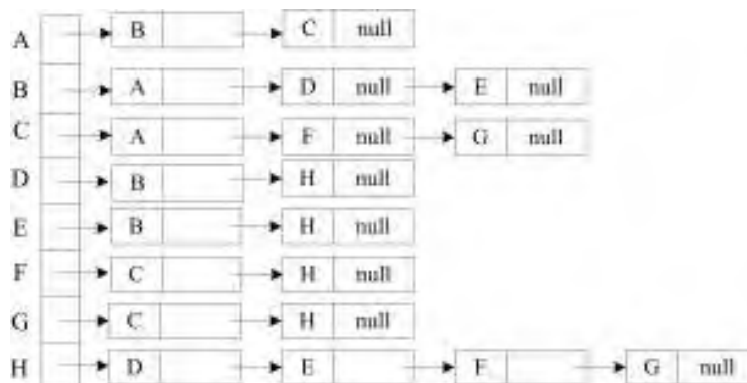 A B C null
B A D null E null
C A F null G null
D B H null
E B H null
F C H null
G C H null
H D E F G null